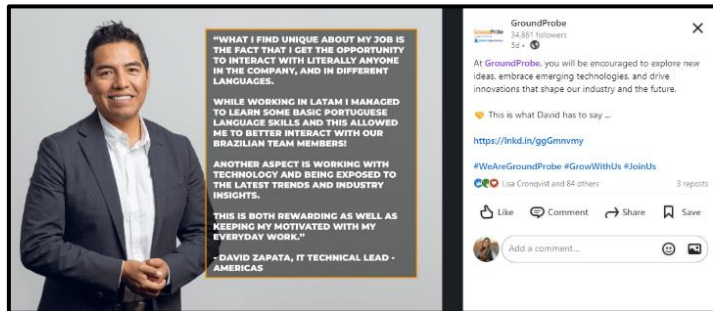 “WHAT I FIND UNIQUE ABOUT MY JOB IS
THE FACT THAT I GET THE OPPORTUNITY
TO INTERACT WITH LITERALLY ANYONE
IN THE COMPANY, AND IN DIFFERENT
LANGUAGES.
WHILE WORKING IN LATAM I MANAGED
TO LEARN SOME BASIC PORTUGUESE
LANGUAGE SKILLS AND THIS ALLOWED
ME TO BETTER INTERACT WITH OUR
BRAZILIAN TEAM MEMBERS!
ANOTHER ASPECT IS WORKING WITH
TECHNOLOGY AND BEING EXPOSED TO
THE LATEST TRENDS AND INDUSTRY
INSIGHTS.
THIS IS BOTH REWARDING AS WELL AS
KEEPING MY MOTIVATED WITH MY
EVERYDAY WORK.”
- DAVID ZAPATA, IT TECHNICAL LEAD -
AMERICAS
GroundProbe
GroundProbe
34,861 followers
5d •
At GroundProbe, you will be encouraged to explore new
ideas, embrace emerging technologies, and drive
innovations that shape our industry and the future.
This is what David has to say ...
https://lnkd.in/ggGmnvmy
#WeAreGroundProbe #GrowWithUs #JoinUs
Lisa Cronqvist and 84 others
3 reposts
Like
Comment
Share
Save
Add a comment...